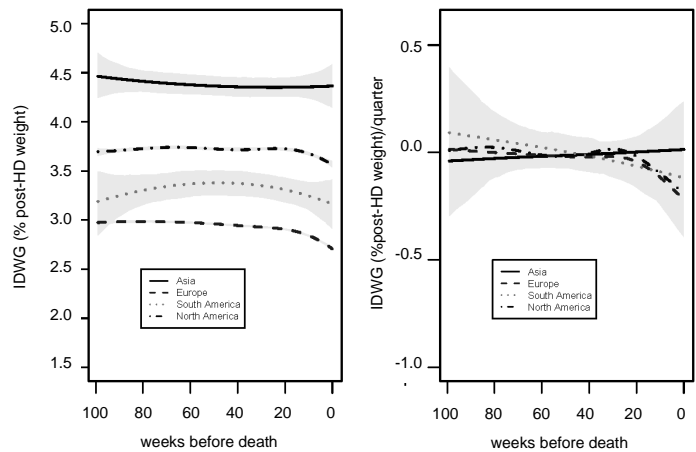 5.0
4.5
4.0
3.5
3.0
2.5
1.5
IDWG (% post-HD weight)
Asia
Europe
South America
North America
100 80 60 40 20 0
weeks before death
0.5
0.0
-0.5
-1.0
IDWG (%post-HD weight)/quarter
Asia
Europe
South America
North America
100 80 60 40 20 0
weeks before death